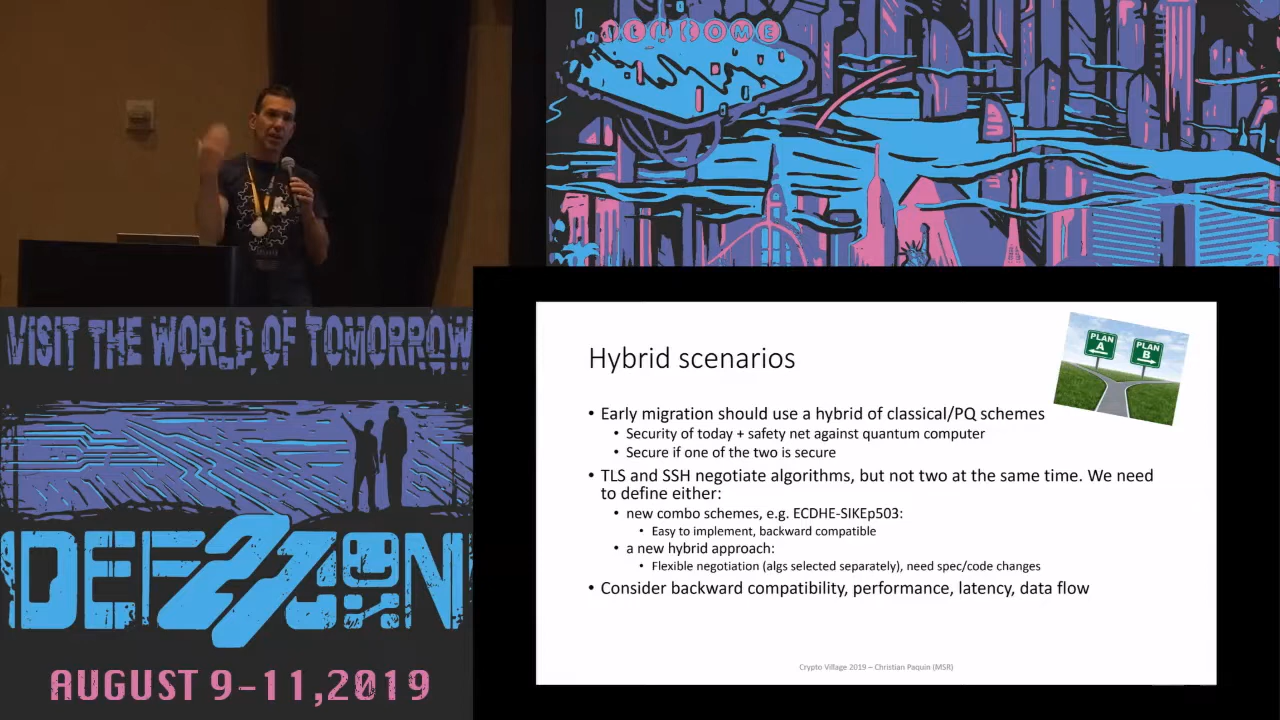 WELCOME
VISIT THE WORLD OF TOMORROW
DEF 27 CON
AUGUST 9-11,2019
Hybrid scenarios
PLAN
A
PLAN
B
• Early migration should use a hybrid of classical/PQ schemes
• Security of today + safety net against quantum computer
• Secure if one of the two is secure
• TLS and SSH negotiate algorithms, but not two at the same time. We need
to define either:
• new combo schemes, e.g. ECDHE-SIKEp503:
• Easy to implement, backward compatible
• a new hybrid approach:
• Flexible negotiation (algs selected separately), need spec/code changes
• Consider backward compatibility, performance, latency, data flow
Crypto Village 2019 – Christian Paquin (MSR)